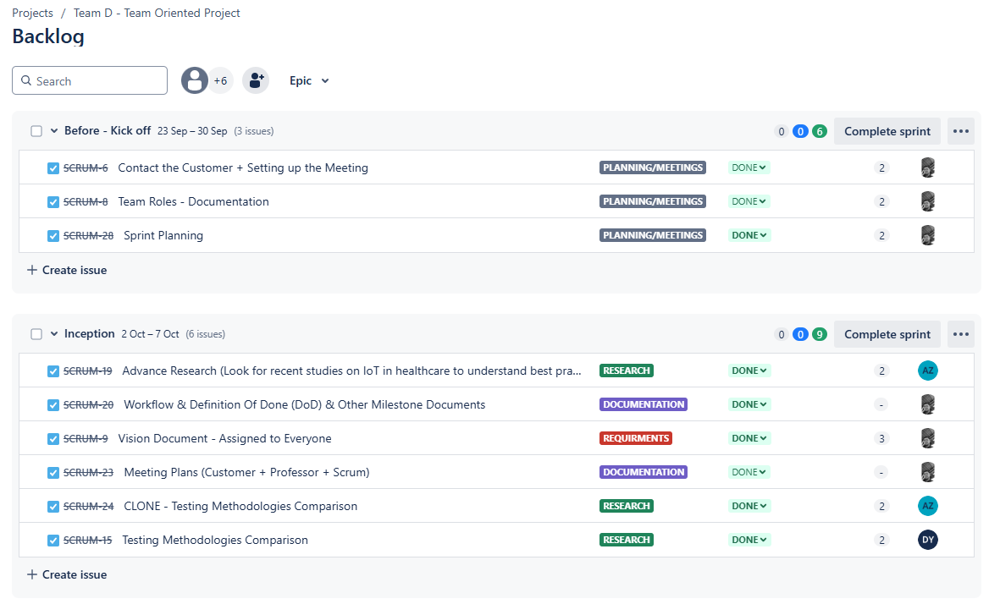 Projects / Team D - Team Oriented Project
Backlog
Search +6 Epic
Before - Kick off 23 Sep – 30 Sep (3 issues) 0 0 6 Complete sprint
SCRUM-6 Contact the Customer + Setting up the Meeting PLANNING/MEETINGS DONE 2
SCRUM-8 Team Roles - Documentation PLANNING/MEETINGS DONE 2
SCRUM-28 Sprint Planning PLANNING/MEETINGS DONE 2
+ Create issue
Inception 2 Oct – 7 Oct (6 issues) 0 0 9 Complete sprint
SCRUM-19 Advance Research (Look for recent studies on IoT in healthcare to understand best pra... RESEARCH DONE 2 AZ
SCRUM-20 Workflow & Definition Of Done (DoD) & Other Milestone Documents DOCUMENTATION DONE -
SCRUM-9 Vision Document - Assigned to Everyone REQUIRMENTS DONE 3
SCRUM-23 Meeting Plans (Customer + Professor + Scrum) DOCUMENTATION DONE -
SCRUM-24 CLONE - Testing Methodologies Comparison RESEARCH DONE 2 AZ
SCRUM-15 Testing Methodologies Comparison RESEARCH DONE 2 DY
+ Create issue